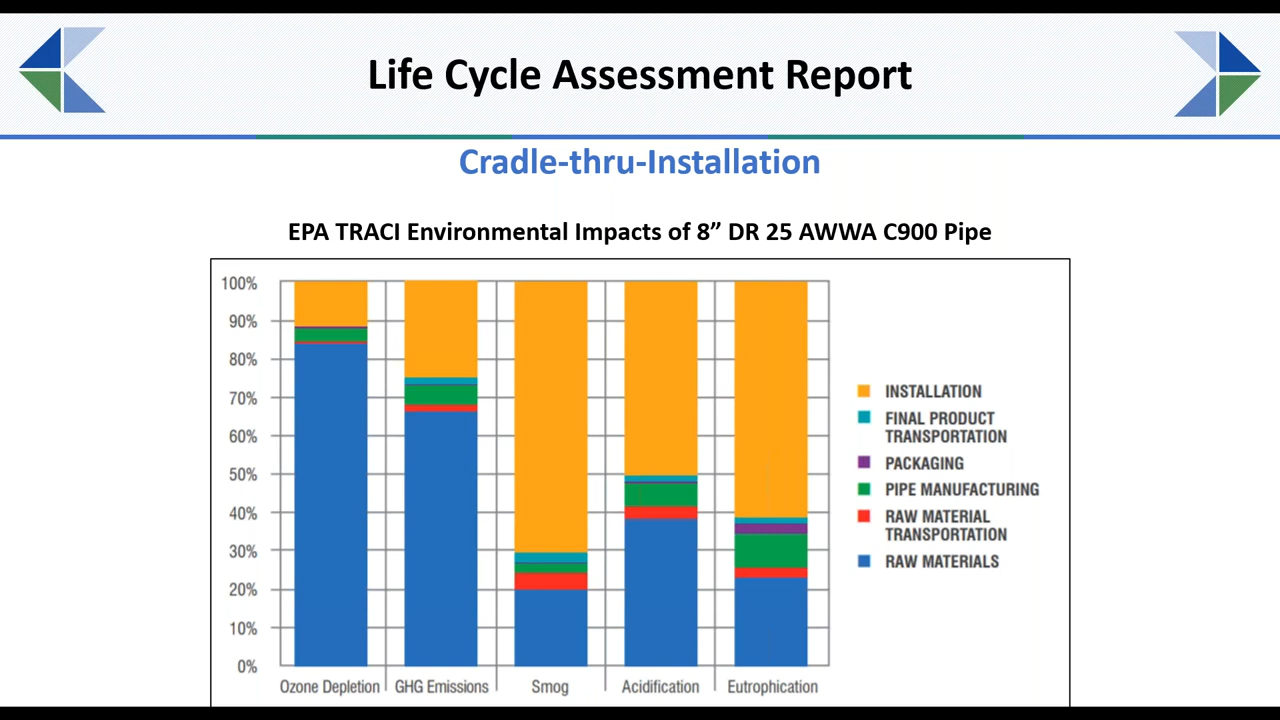 Life Cycle Assessment Report
Cradle-thru-Installation
EPA TRACI Environmental Impacts of 8” DR 25 AWWA C900 Pipe
100%
90%
80%
70%
60%
50%
40%
30%
20%
10%
0%
Ozone Depletion
GHG Emissions
Smog
Acidification
Eutrophication
INSTALLATION
FINAL PRODUCT
TRANSPORTATION
PACKAGING
PIPE MANUFACTURING
RAW MATERIAL
TRANSPORTATION
RAW MATERIALS